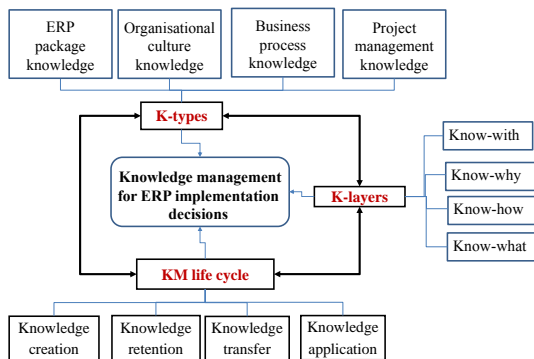 ERP
package
knowledge
Organisational
culture
knowledge
Business
process
knowledge
Project
management
knowledge
K-types
Know-with
Know-why
Know-how
Know-what
Knowledge management
for ERP implementation
decisions
K-layers
KM life cycle
Knowledge
creation
Knowledge
retention
Knowledge
transfer
Knowledge
application